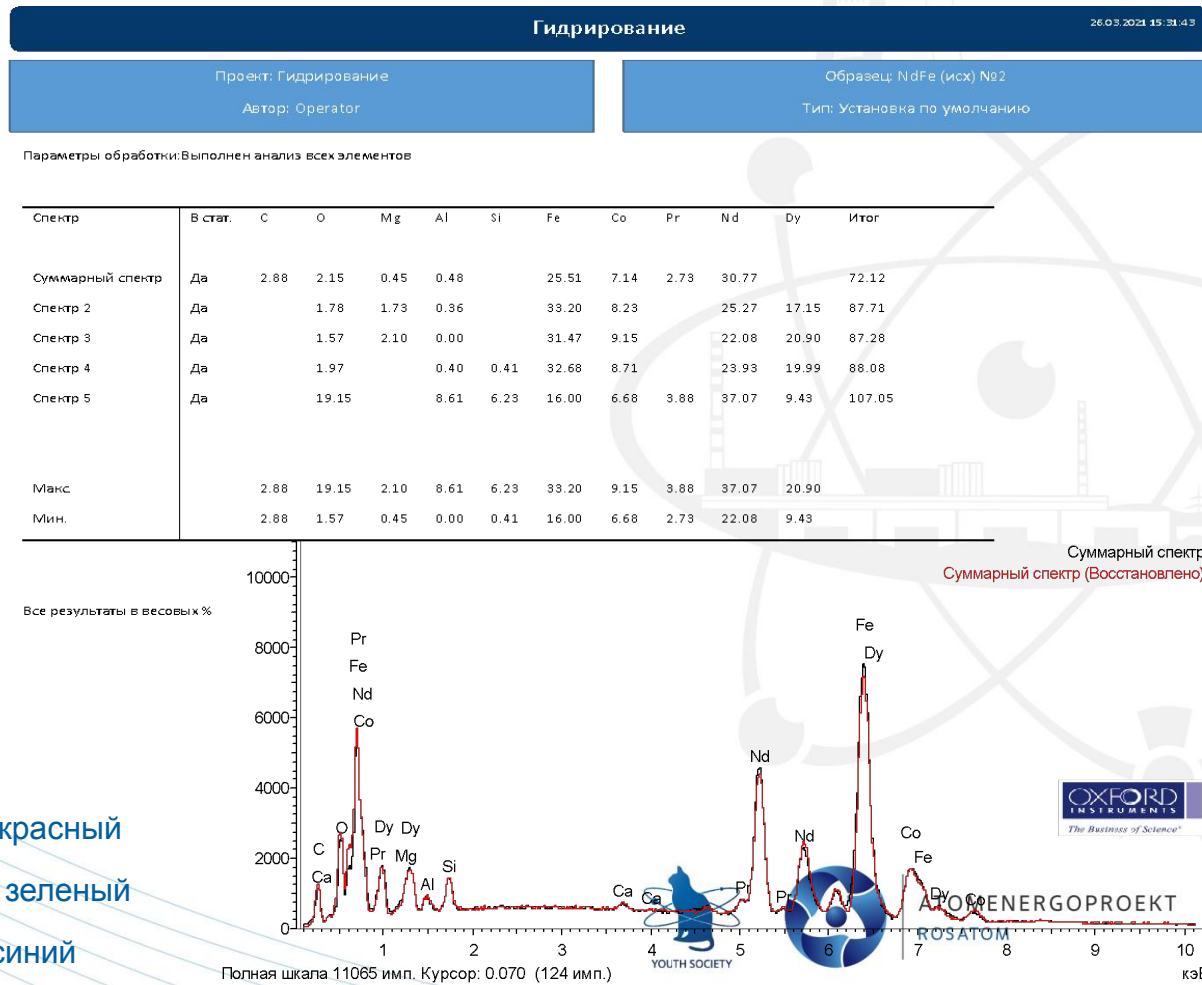 Гидрирование
26.03.2021 15:31:43
Проект: Гидрирование
Автор: Operator
Образец: NdFe (исх) №2
Тип: Установка по умолчанию
Параметры обработки:Выполнен анализ всех элементов
Спектр В стат. C O Mg Al Si Fe Co Pr Nd Dy Итог
Суммарный спектр Да 2.88 2.15 0.45 0.48 25.51 7.14 2.73 30.77 72.12
Спектр 2 Да 1.78 1.73 0.36 33.20 8.23 25.27 17.15 87.71
Спектр 3 Да 1.57 2.10 0.00 31.47 9.15 22.08 20.90 87.28
Спектр 4 Да 1.97 0.40 0.41 32.68 8.71 23.93 19.99 88.08
Спектр 5 Да 19.15 8.61 6.23 16.00 6.68 3.88 37.07 9.43 107.05
Макс 2.88 19.15 2.10 8.61 6.23 33.20 9.15 3.88 37.07 20.90
Мин. 2.88 1.57 0.45 0.00 0.41 16.00 6.68 2.73 22.08 9.43
Суммарный спектр
Суммарный спектр (Восстановлено)
Все результаты в весовых %
10000
8000
6000
4000
2000
0
Pr
Fe
Nd
Co
Fe
Dy
Nd
C
Ca
O
Dy Dy
Pr Mg
Al
Si
Ca
Ca
Pr
Pr
Nd
Co
Fe
Dy
Co
OXFORD
INSTRUMENTS
The Business of Science®
красный
зеленый
синий
ATOMENERGOPROEKT
ROSATOM
YOUTH SOCIETY
1 2 3 4 5 6 7 8 9 10
Полная шкала 11065 имп. Курсор: 0.070 (124 имп.)
кэВ